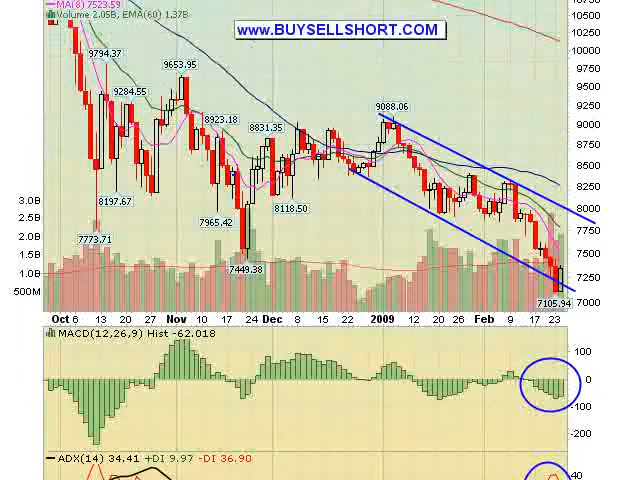 MA(8) 7523.59
Volume 2.05B, EMA(60) 1.37B
www.BUYSELLSHORT.COM
10500
10250
10000
9794.37
9750
9653.95
9500
9284.55
9250
9088.06
9000
8923.18
8831.35
8750
8500
8250
8197.67
8118.50
8000
7965.42
7773.71
7750
7500
7449.38
7250
7105.94
7000
3.0B
2.5B
2.0B
1.5B
1.0B
500M
Oct 6 13 20 27 Nov 10 17 24 Dec 8 15 22 2009 12 20 26 Feb 9 17 23
MACD(12,26,9) Hist -62.018
100
0
-100
-200
ADX(14) 34.41 +DI 9.97 -DI 36.90
40